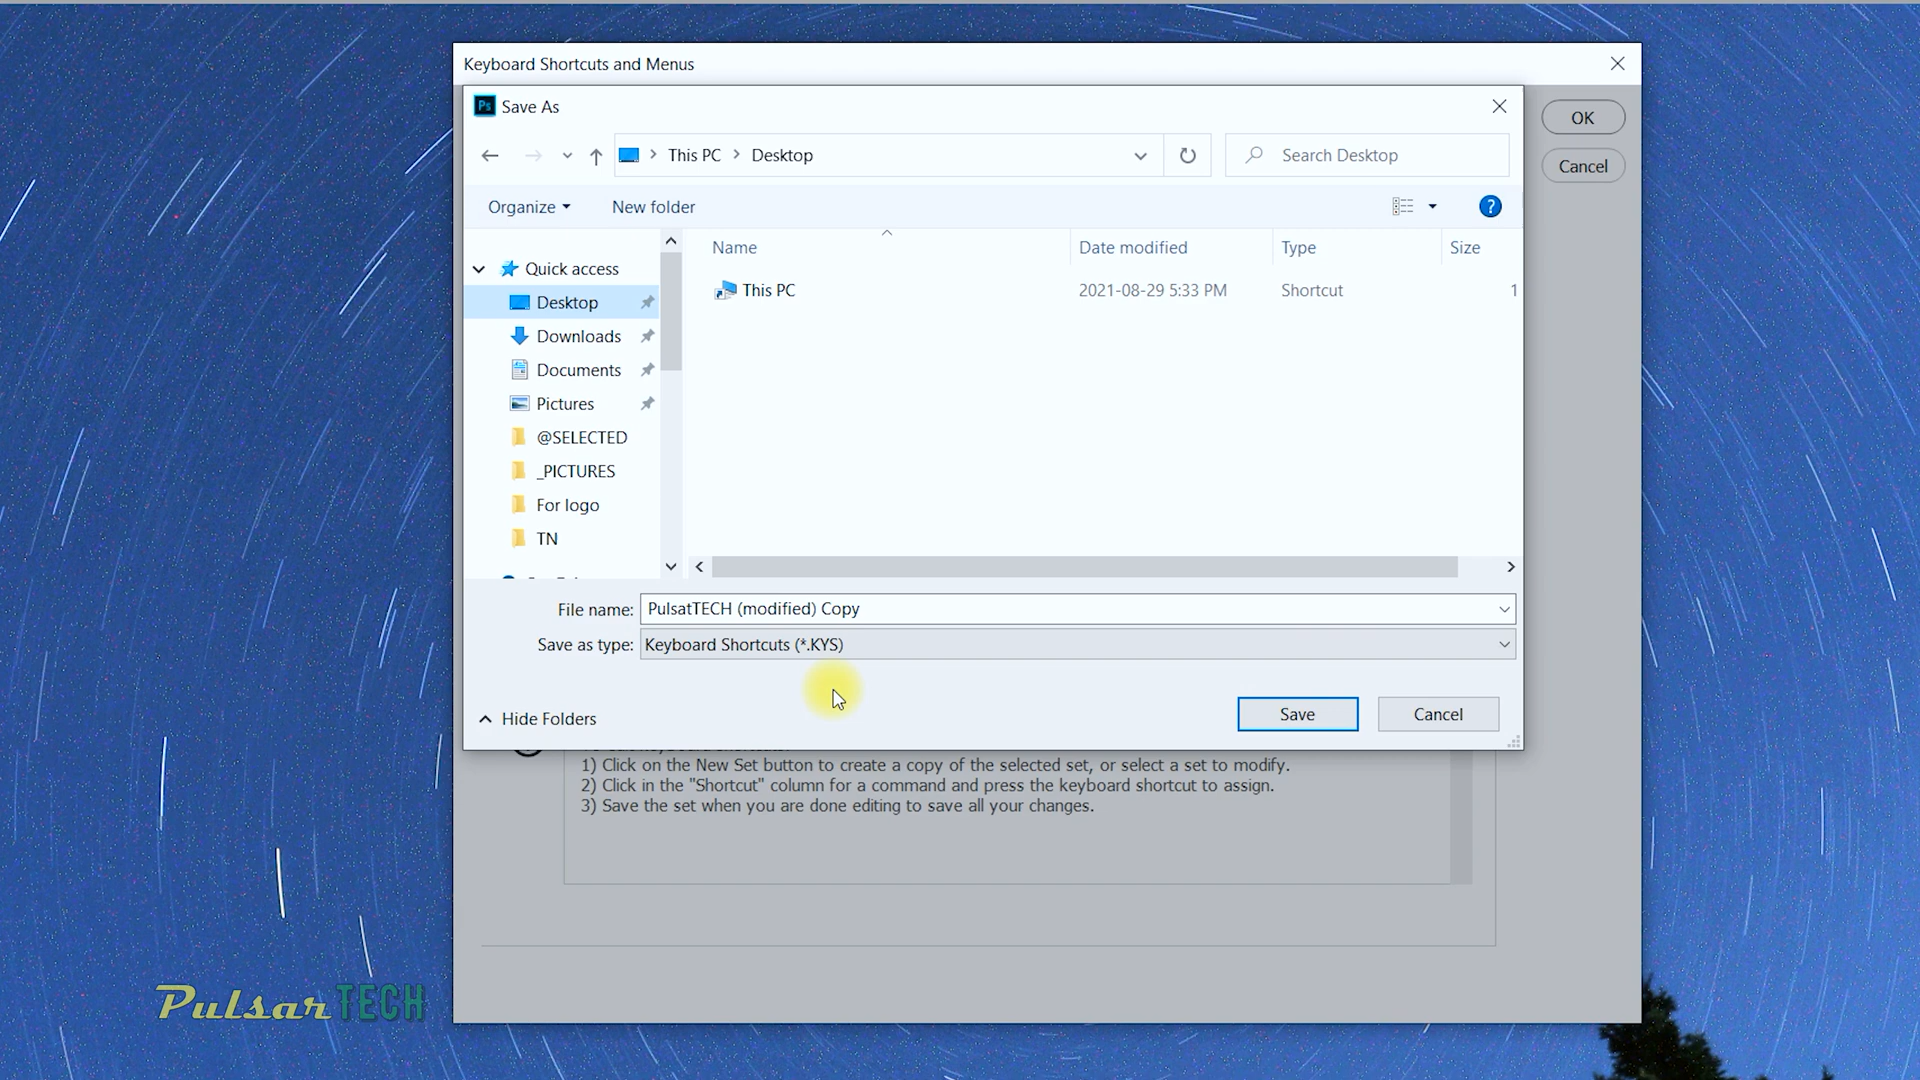 Keyboard Shortcuts and Menus
Ps Save As
OK
Cancel
This PC
Desktop
Search Desktop
Organize
New folder
?
Name
Date modified
Type
Size
Quick access
This PC
2021-08-29 5:33 PM
Shortcut
1
Desktop
Downloads
Documents
Pictures
@SELECTED
_PICTURES
For logo
TN
File name:
PulsatTECH (modified) Copy
Save as type:
Keyboard Shortcuts (*.KYS)
Hide Folders
Save
Cancel
1) Click on the New Set button to create a copy of the selected set, or select a set to modify.
2) Click in the "Shortcut" column for a command and press the keyboard shortcut to assign.
3) Save the set when you are done editing to save all your changes.
PulsarTECH